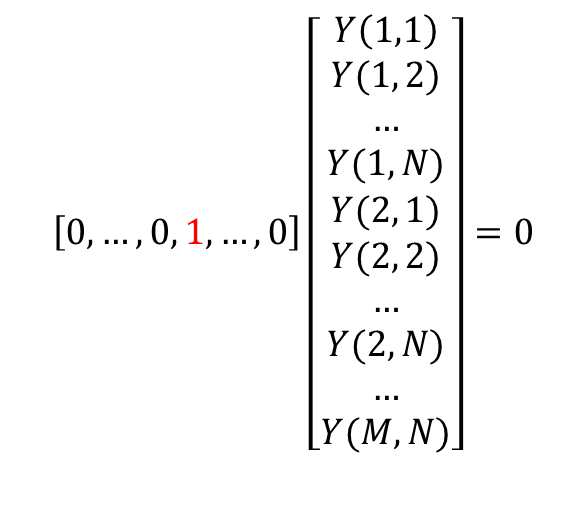 Y(1,1)
Y(1, 2)
...
Y(1, N)
[0, ... , 0, 1, ... , 0] Y(2, 1) = 0
Y(2, 2)
...
Y(2, N)
...
Y(M, N)